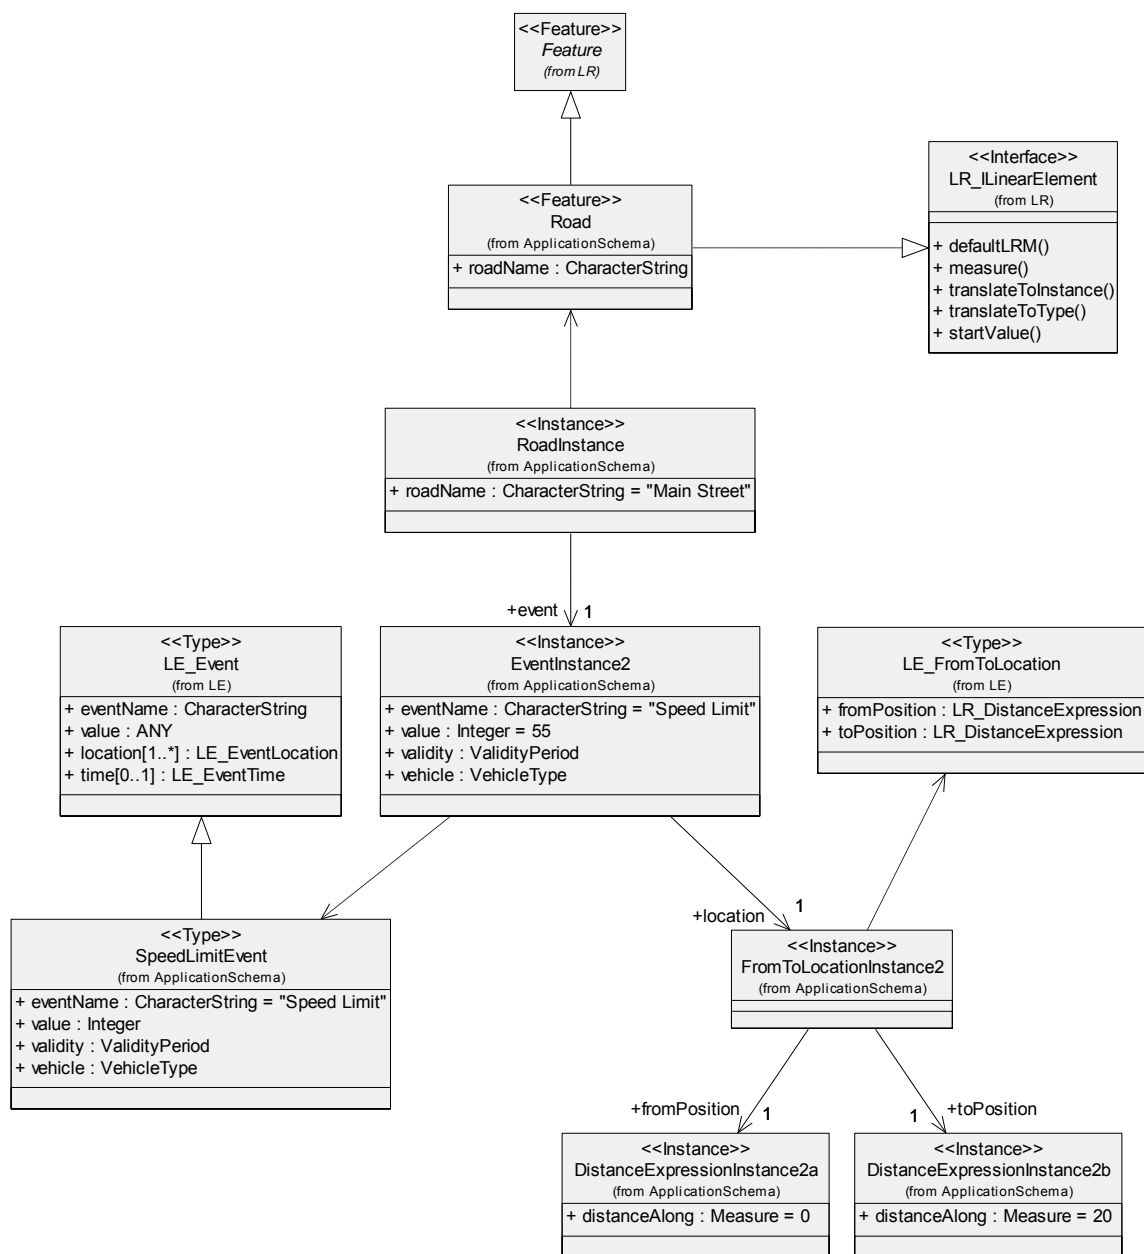 <<Feature>>
Feature
(from LR)
<<Interface>>
LR_ILinearElement
(from LR)
+ defaultLRM()
+ measure()
+ translateToInstance()
+ translateToType()
+ startValue()
<<Feature>>
Road
(from ApplicationSchema)
+ roadName : CharacterString
<<Instance>>
RoadInstance
(from ApplicationSchema)
+ roadName : CharacterString = "Main Street"
+event
1
<<Type>>
LE_Event
(from LE)
+ eventName : CharacterString
+ value : ANY
+ location[1..*] : LE_EventLocation
+ time[0..1] : LE_EventTime
<<Instance>>
EventInstance2
(from ApplicationSchema)
+ eventName : CharacterString = "Speed Limit"
+ value : Integer = 55
+ validity : ValidityPeriod
+ vehicle : VehicleType
<<Type>>
LE_FromToLocation
(from LE)
+ fromPosition : LR_DistanceExpression
+ toPosition : LR_DistanceExpression
+location
1
<<Type>>
SpeedLimitEvent
(from ApplicationSchema)
+ eventName : CharacterString = "Speed Limit"
+ value : Integer
+ validity : ValidityPeriod
+ vehicle : VehicleType
<<Instance>>
FromToLocationInstance2
(from ApplicationSchema)
+fromPosition
1
1
+toPosition
<<Instance>>
DistanceExpressionInstance2a
(from ApplicationSchema)
+ distanceAlong : Measure = 0
<<Instance>>
DistanceExpressionInstance2b
(from ApplicationSchema)
+ distanceAlong : Measure = 20